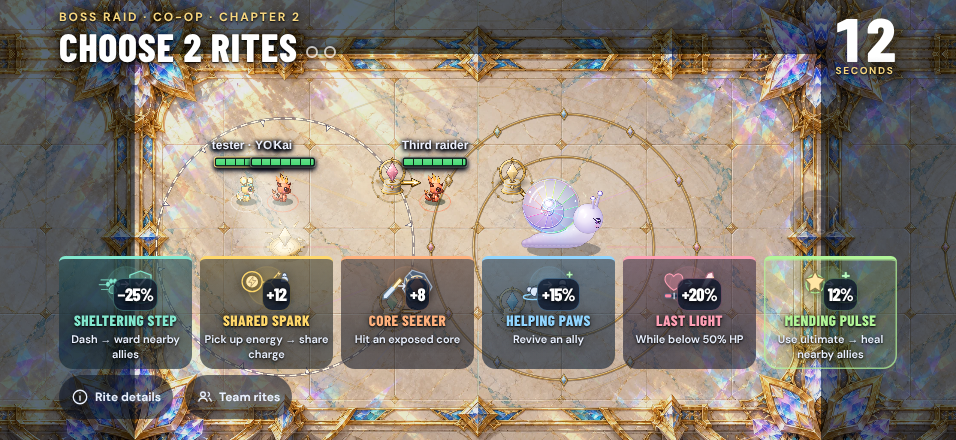 BOSS RAID · CO-OP · CHAPTER 2
CHOOSE 2 RITES
12
SECONDS
tester · YOKai
Third raider
-25%
SHELTERING STEP
Dash → ward nearby
allies
+12
SHARED SPARK
Pick up energy → share
charge
+8
CORE SEEKER
Hit an exposed core
+15%
HELPING PAWS
Revive an ally
+20%
LAST LIGHT
While below 50% HP
12%
MENDING PULSE
Use ultimate → heal
nearby allies
Rite details
Team rites